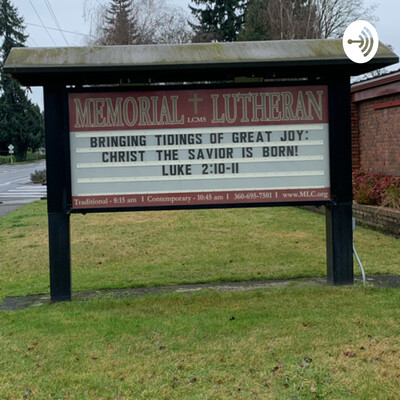 MEMORIAL LUTHERAN
LCMS
BRINGING TIDINGS OF GREAT JOY:
CHRIST THE SAVIOR IS BORN!
LUKE 2:10-11
Traditional - 8:15 am | Contemporary - 10:45 am | 360-695-7501 | www.MLC.org